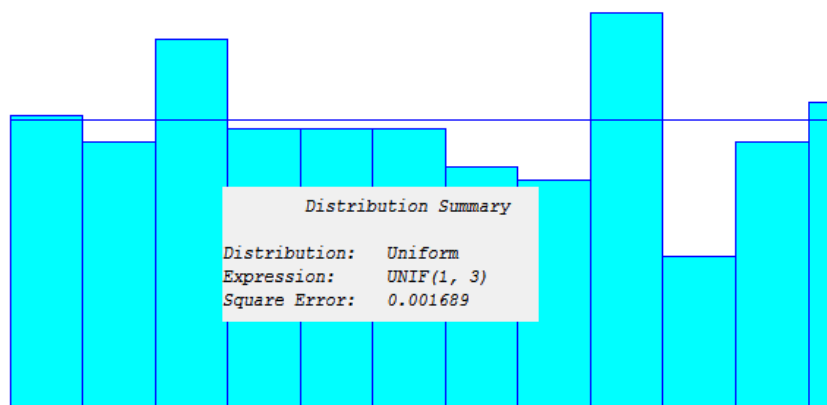 Distribution Summary
Distribution: Uniform
Expression: UNIF(1, 3)
Square Error: 0.001689